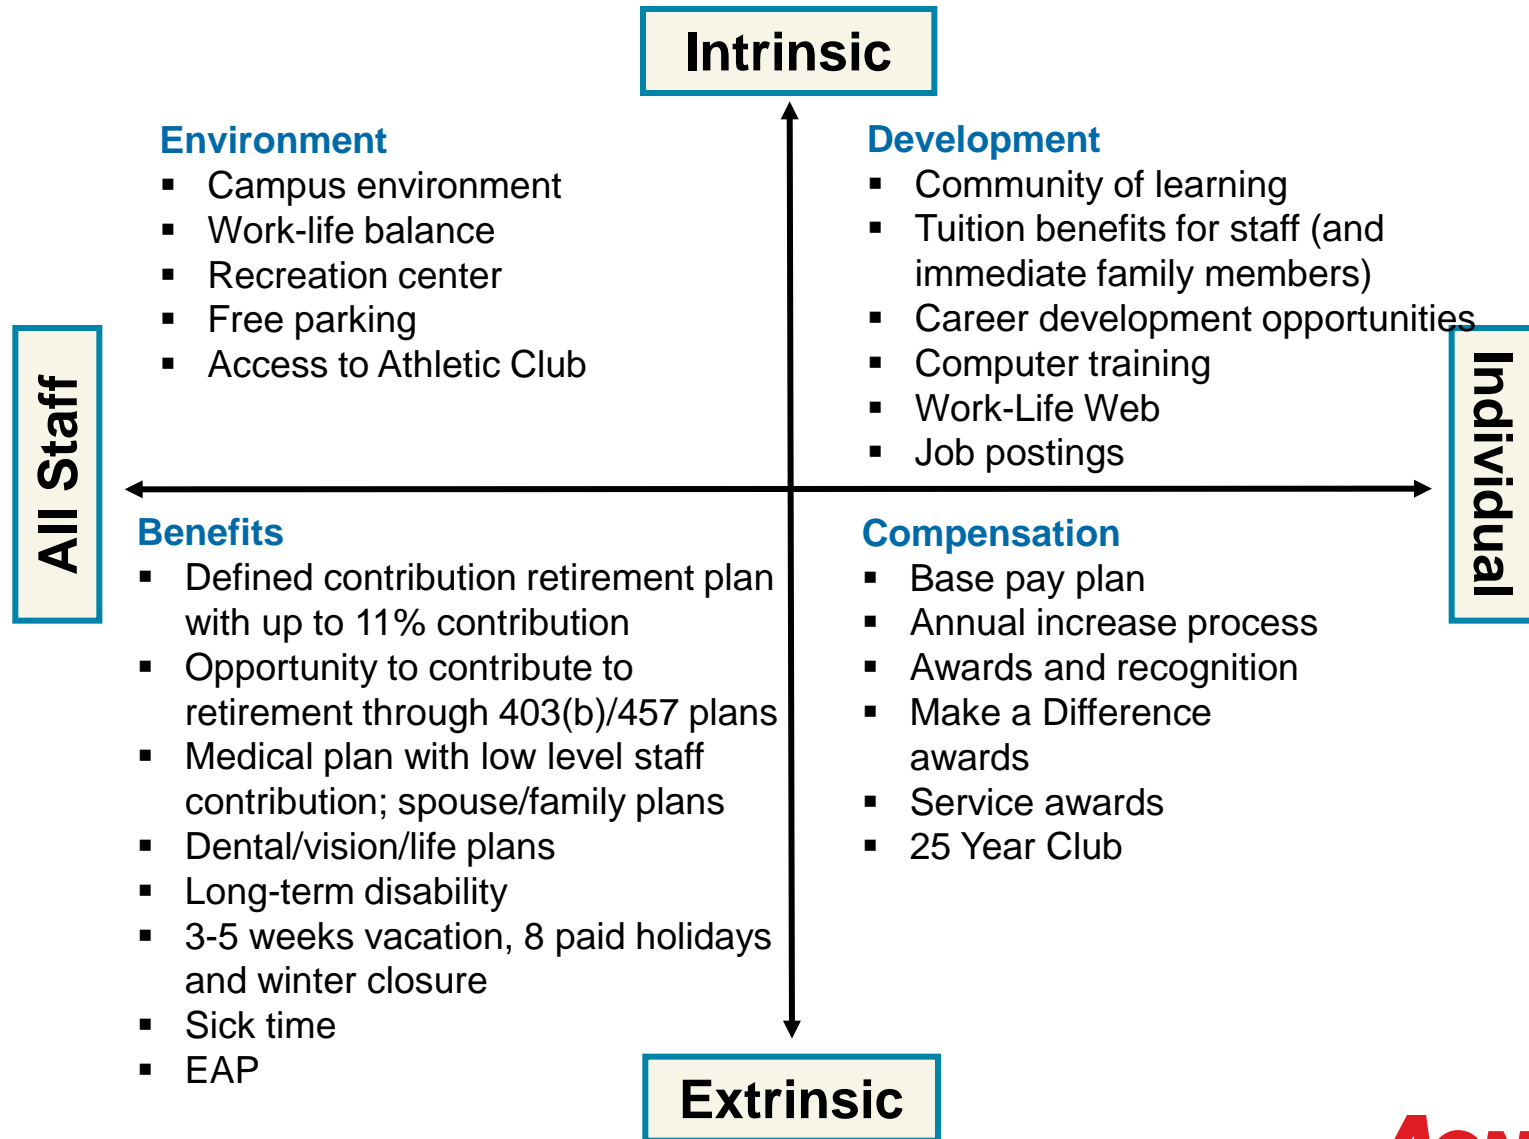 Intrinsic
Environment
▪ Campus environment
▪ Work-life balance
▪ Recreation center
▪ Free parking
▪ Access to Athletic Club
Development
▪ Community of learning
▪ Tuition benefits for staff (and
immediate family members)
▪ Career development opportunities
▪ Computer training
▪ Work-Life Web
▪ Job postings
All Staff
Individual
Benefits
▪ Defined contribution retirement plan
with up to 11% contribution
▪ Opportunity to contribute to
retirement through 403(b)/457 plans
▪ Medical plan with low level staff
contribution; spouse/family plans
▪ Dental/vision/life plans
▪ Long-term disability
▪ 3-5 weeks vacation, 8 paid holidays
and winter closure
▪ Sick time
▪ EAP
Compensation
▪ Base pay plan
▪ Annual increase process
▪ Awards and recognition
▪ Make a Difference
awards
▪ Service awards
▪ 25 Year Club
Extrinsic